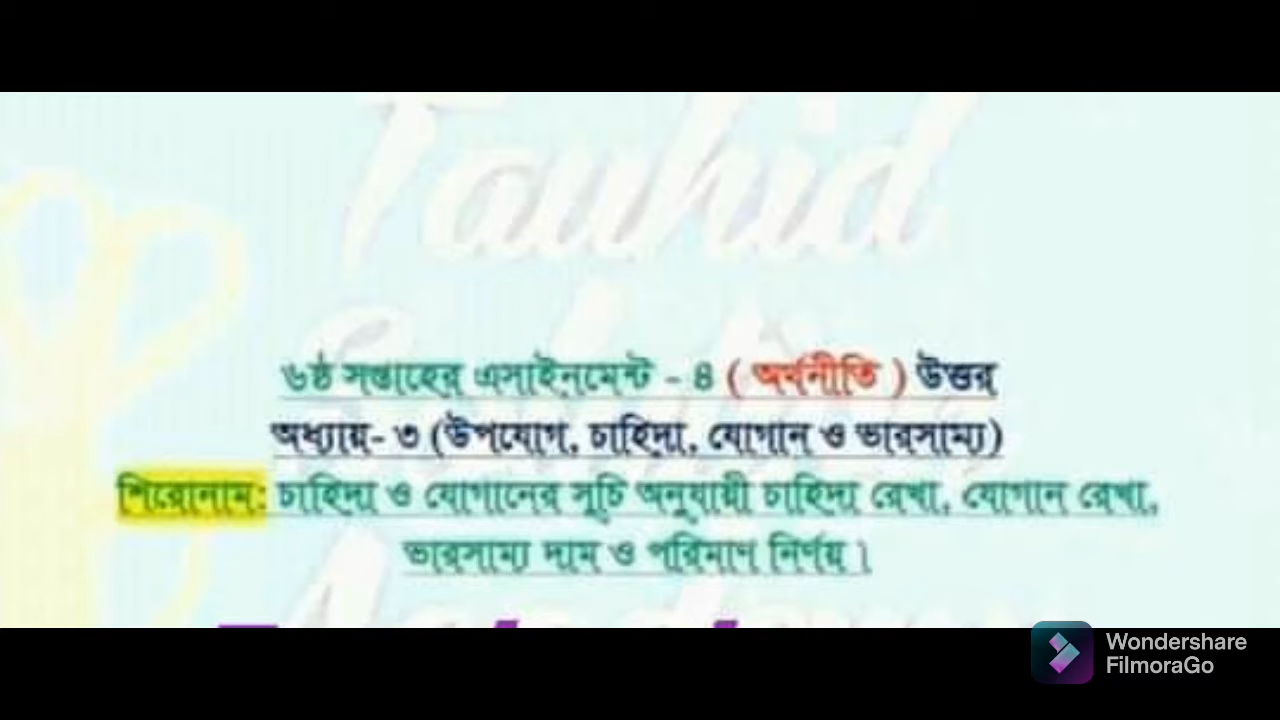 Tauhid
৬ষ্ঠ সপ্তাহের এসাইনমেন্ট - ৪ ( অর্থনীতি ) উত্তর
অধ্যায়- ৩ (উপযোগ, চাহিদা, যোগান ও ভারসাম্য)
শিরোনাম: চাহিদা ও যোগানের সূচি অনুযায়ী চাহিদা রেখা, যোগান রেখা,
ভারসাম্য দাম ও পরিমাণ নির্ণয়।
Wondershare
FilmoraGo